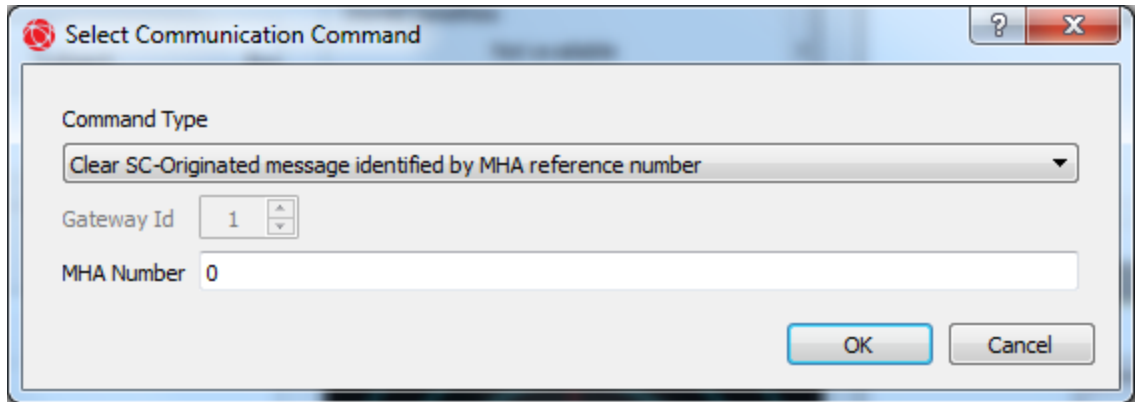 Select Communication Command
?
X
Command Type
Clear SC-Originated message identified by MHA reference number
Gateway Id 1
MHA Number 0
OK Cancel